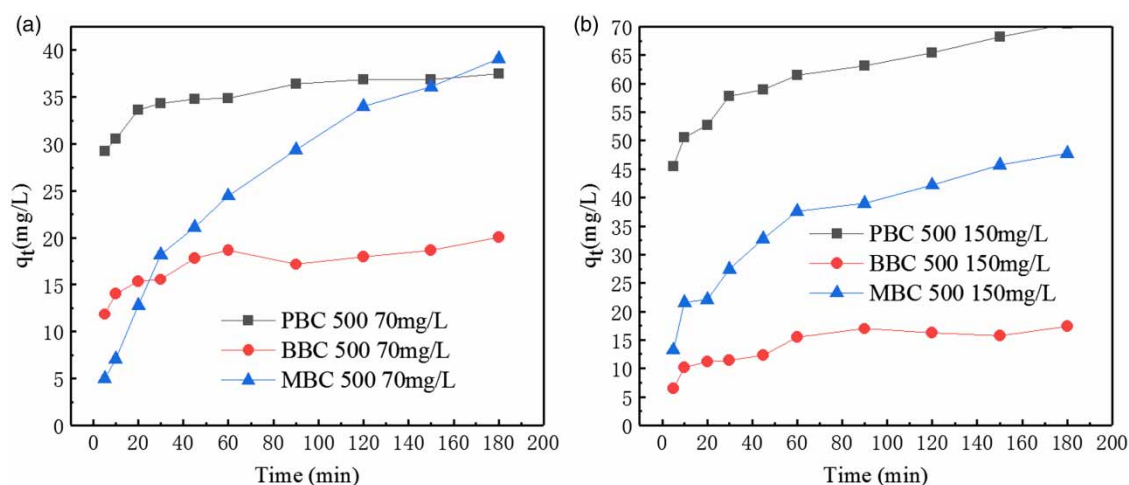 (a)
40
35
30
25
20
15
10
5
0
qt(mg/L)
PBC 500 70mg/L
BBC 500 70mg/L
MBC 500 70mg/L
0 20 40 60 80 100 120 140 160 180 200
Time (min)
(b)
70
65
60
55
50
45
40
35
30
25
20
15
10
5
0
qt(mg/L)
PBC 500 150mg/L
BBC 500 150mg/L
MBC 500 150mg/L
0 20 40 60 80 100 120 140 160 180 200
Time (min)